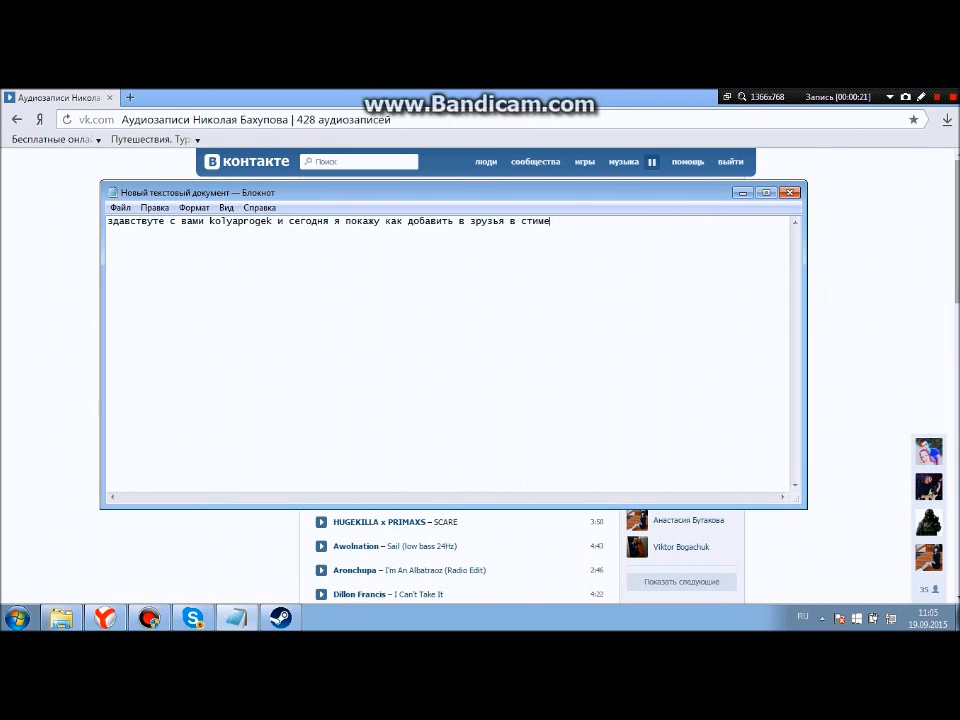 www.Bandicam.com
Аудиозаписи Никола
1366x768
Запись [00:00:21]
Я
vk.com Аудиозаписи Николая Бахупова | 428 аудиозаписей
Бесплатные онла
Путешествия, Тур
В контакте
Поиск
люди сообщества игры музыка помощь выйти
Новый текстовый документ — Блокнот
Файл Правка Формат Вид Справка
здавствуте с вами kolyaprogek и сегодня я покажу как добавить в зрузья в стиме
HUGEKILLA x PRIMAXS – SCARE 3:58
Анастасия Бутакова
Awolnation – Sail (low bass 24Hz) 4:43
Viktor Bogachuk
Aronchupa – I'm An Albatraoz (Radio Edit) 2:46
Показать следующие
Dillon Francis – I Can't Take It 4:22
35
RU
11:05
19.09.2015